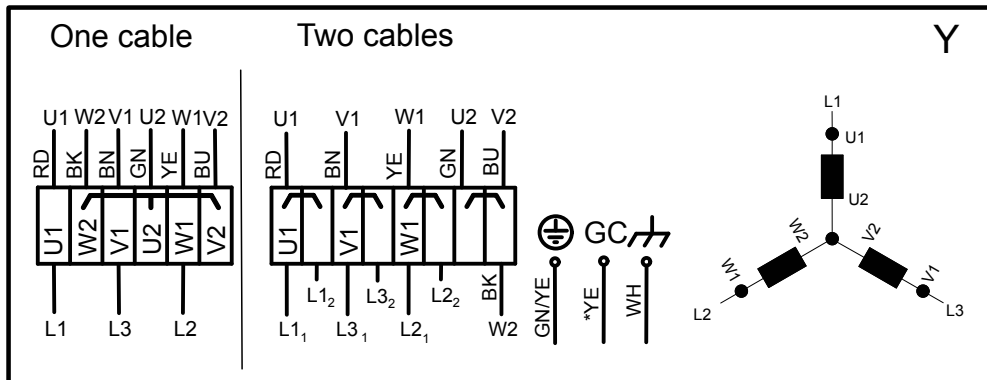 One cable Two cables Y
U1 W2 V1 U2 W1 V2
RD BK BN GN YE BU
U1 W2 V1 U2 W1 V2
L1 L3 L2
U1 V1 W1 U2 V2
RD BN YE GN BU
U1 V1 W1 BK
L1₂ L3₂ L2₂
L1₁ L3₁ L2₁ W2
GC
GN/YE *YE WH
L1
U1
U2
W2 V2
W1 V1
L2 L3